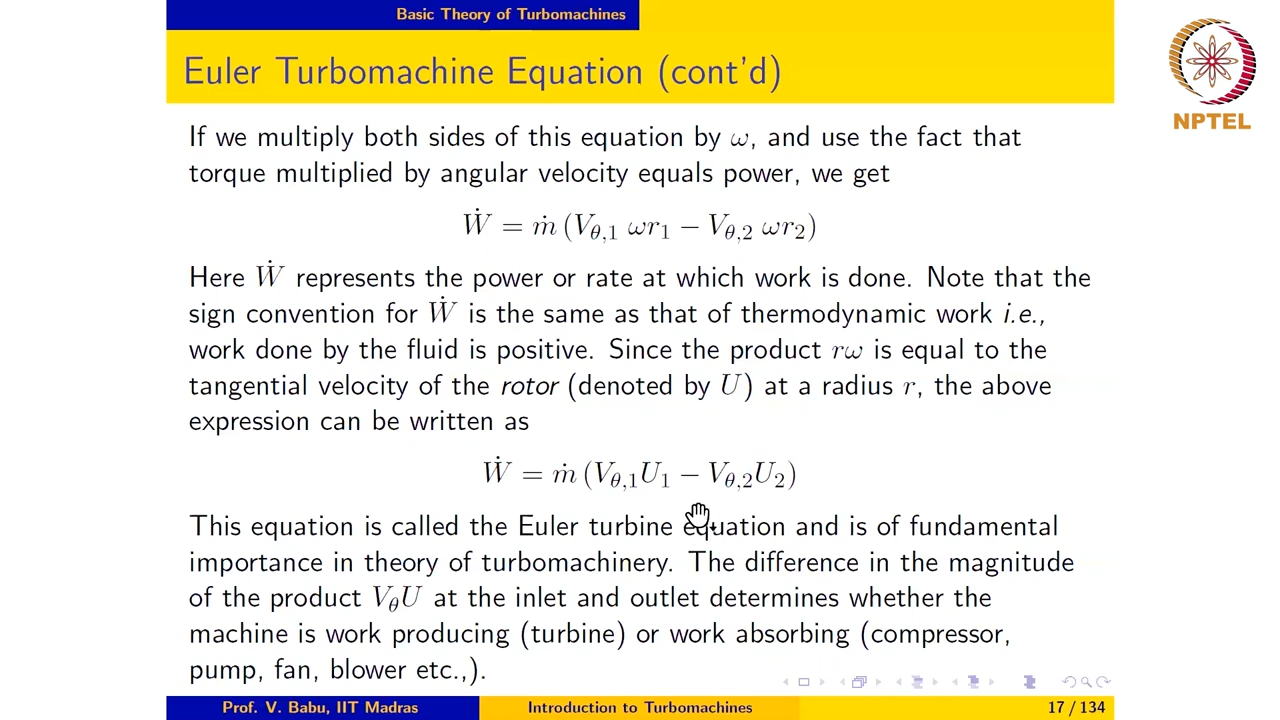 Basic Theory of Turbomachines
Euler Turbomachine Equation (cont'd)
NPTEL
If we multiply both sides of this equation by ω, and use the fact that
torque multiplied by angular velocity equals power, we get
Ẇ = ṁ (V_{θ,1} ωr₁ − V_{θ,2} ωr₂)
Here Ẇ represents the power or rate at which work is done. Note that the
sign convention for Ẇ is the same as that of thermodynamic work i.e.,
work done by the fluid is positive. Since the product rω is equal to the
tangential velocity of the rotor (denoted by U) at a radius r, the above
expression can be written as
Ẇ = ṁ (V_{θ,1}U₁ − V_{θ,2}U₂)
This equation is called the Euler turbine equation and is of fundamental
importance in theory of turbomachinery. The difference in the magnitude
of the product V_θU at the inlet and outlet determines whether the
machine is work producing (turbine) or work absorbing (compressor,
pump, fan, blower etc.,).
Prof. V. Babu, IIT Madras
Introduction to Turbomachines
17 / 134